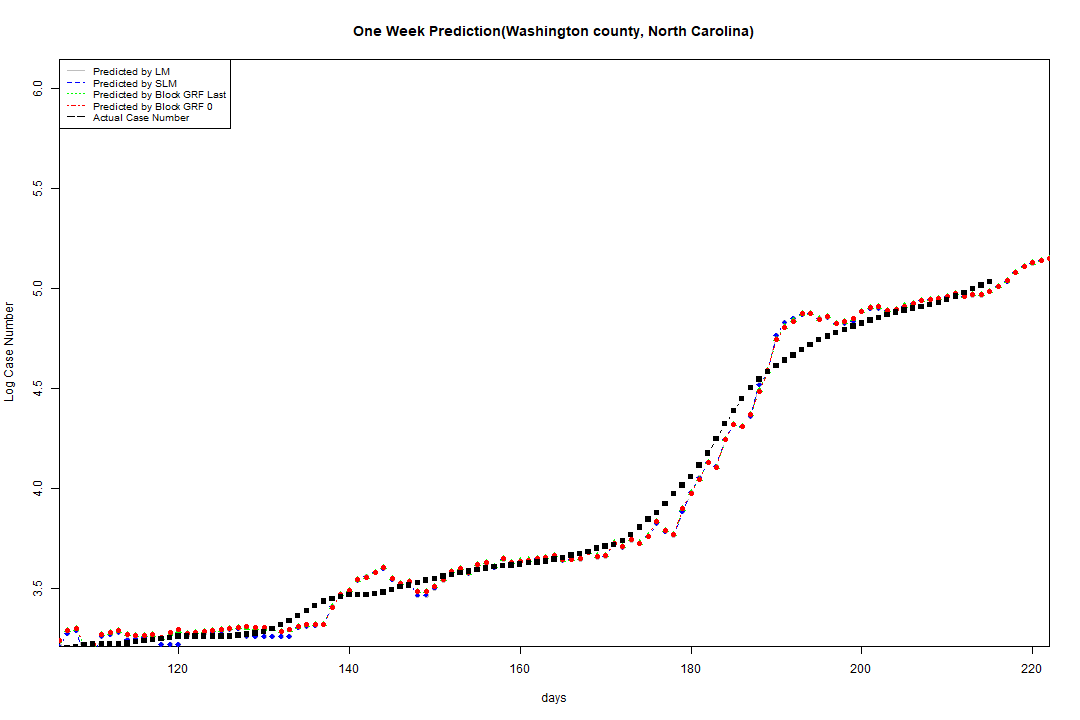 One Week Prediction(Washington county, North Carolina)
Predicted by LM
Predicted by SLM
Predicted by Block GRF Last
Predicted by Block GRF 0
Actual Case Number
6.0
5.5
5.0
4.5
4.0
3.5
Log Case Number
120 140 160 180 200 220
days